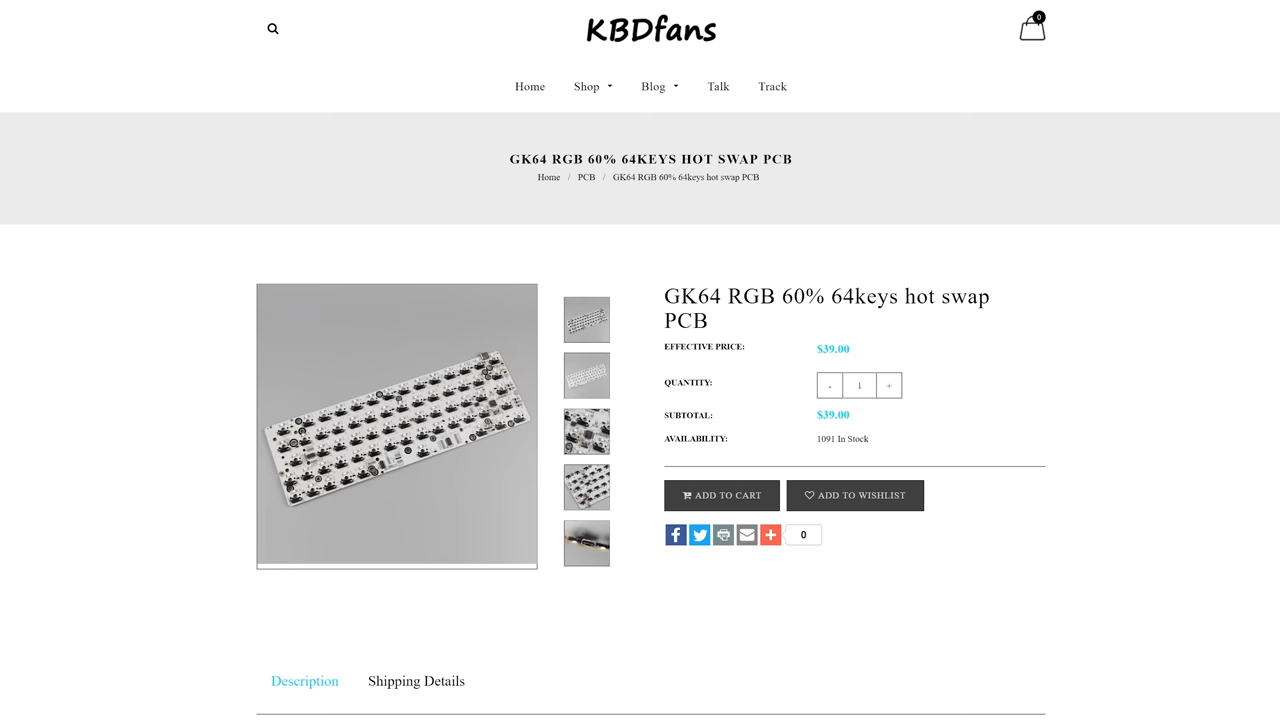 KBDfans
0
Home Shop Blog Talk Track
GK64 RGB 60% 64KEYS HOT SWAP PCB
Home / PCB / GK64 RGB 60% 64keys hot swap PCB
GK64 RGB 60% 64keys hot swap
PCB
EFFECTIVE PRICE: $39.00
QUANTITY: - 1 +
SUBTOTAL: $39.00
AVAILABILITY: 1091 In Stock
ADD TO CART ADD TO WISHLIST
0
Description Shipping Details